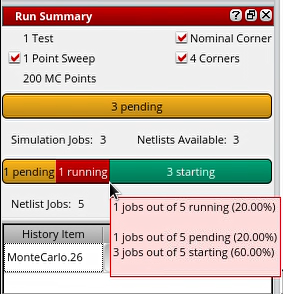 Run Summary
1 Test
Nominal Corner
1 Point Sweep
4 Corners
200 MC Points
3 pending
Simulation Jobs: 3 Netlists Available: 3
1 pending 1 running 3 starting
Netlist Jobs: 5
1 jobs out of 5 running (20.00%)
1 jobs out of 5 pending (20.00%)
3 jobs out of 5 starting (60.00%)
History Item
MonteCarlo.26